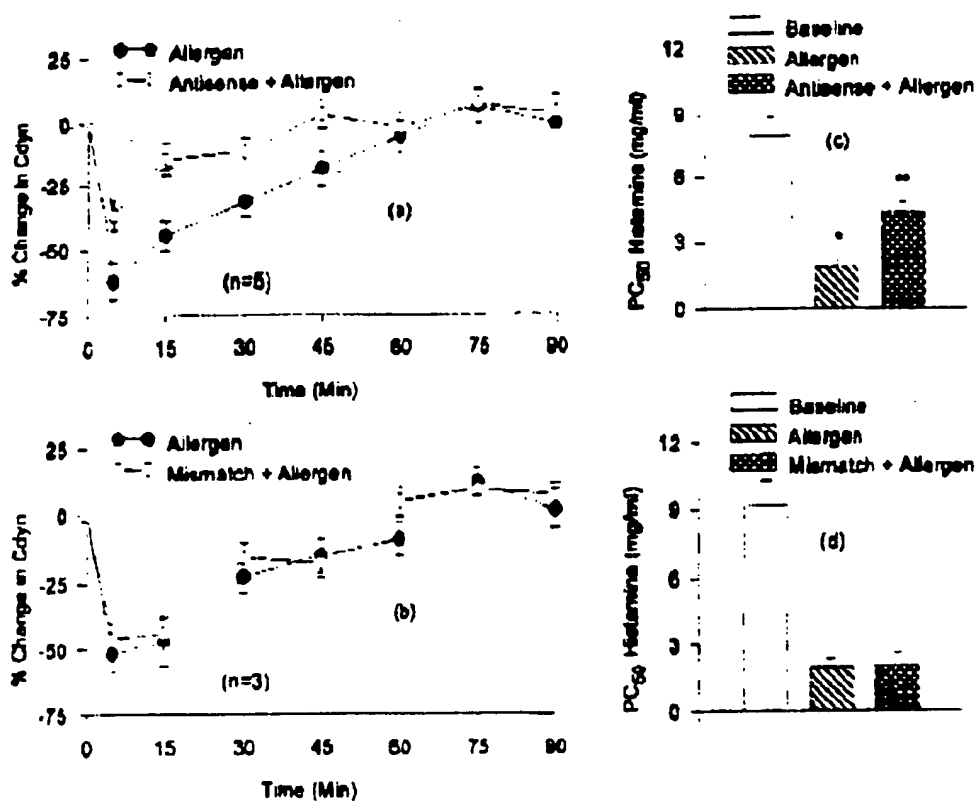 Allergen
Antisense + Allergen
25
0
-25
-50
-75
% Change in Cdyn
(a)
(n=5)
0 15 30 45 60 75 90
Time (Min)
Baseline
Allergen
Antisense + Allergen
12
9
6
3
0
PC50 Histamine (mg/ml)
(c)
*
**
Allergen
Mismatch + Allergen
25
0
-25
-50
-75
% Change in Cdyn
(b)
(n=3)
0 15 30 45 60 75 90
Time (Min)
Baseline
Allergen
Mismatch + Allergen
12
9
6
3
0
PC50 Histamine (mg/ml)
(d)